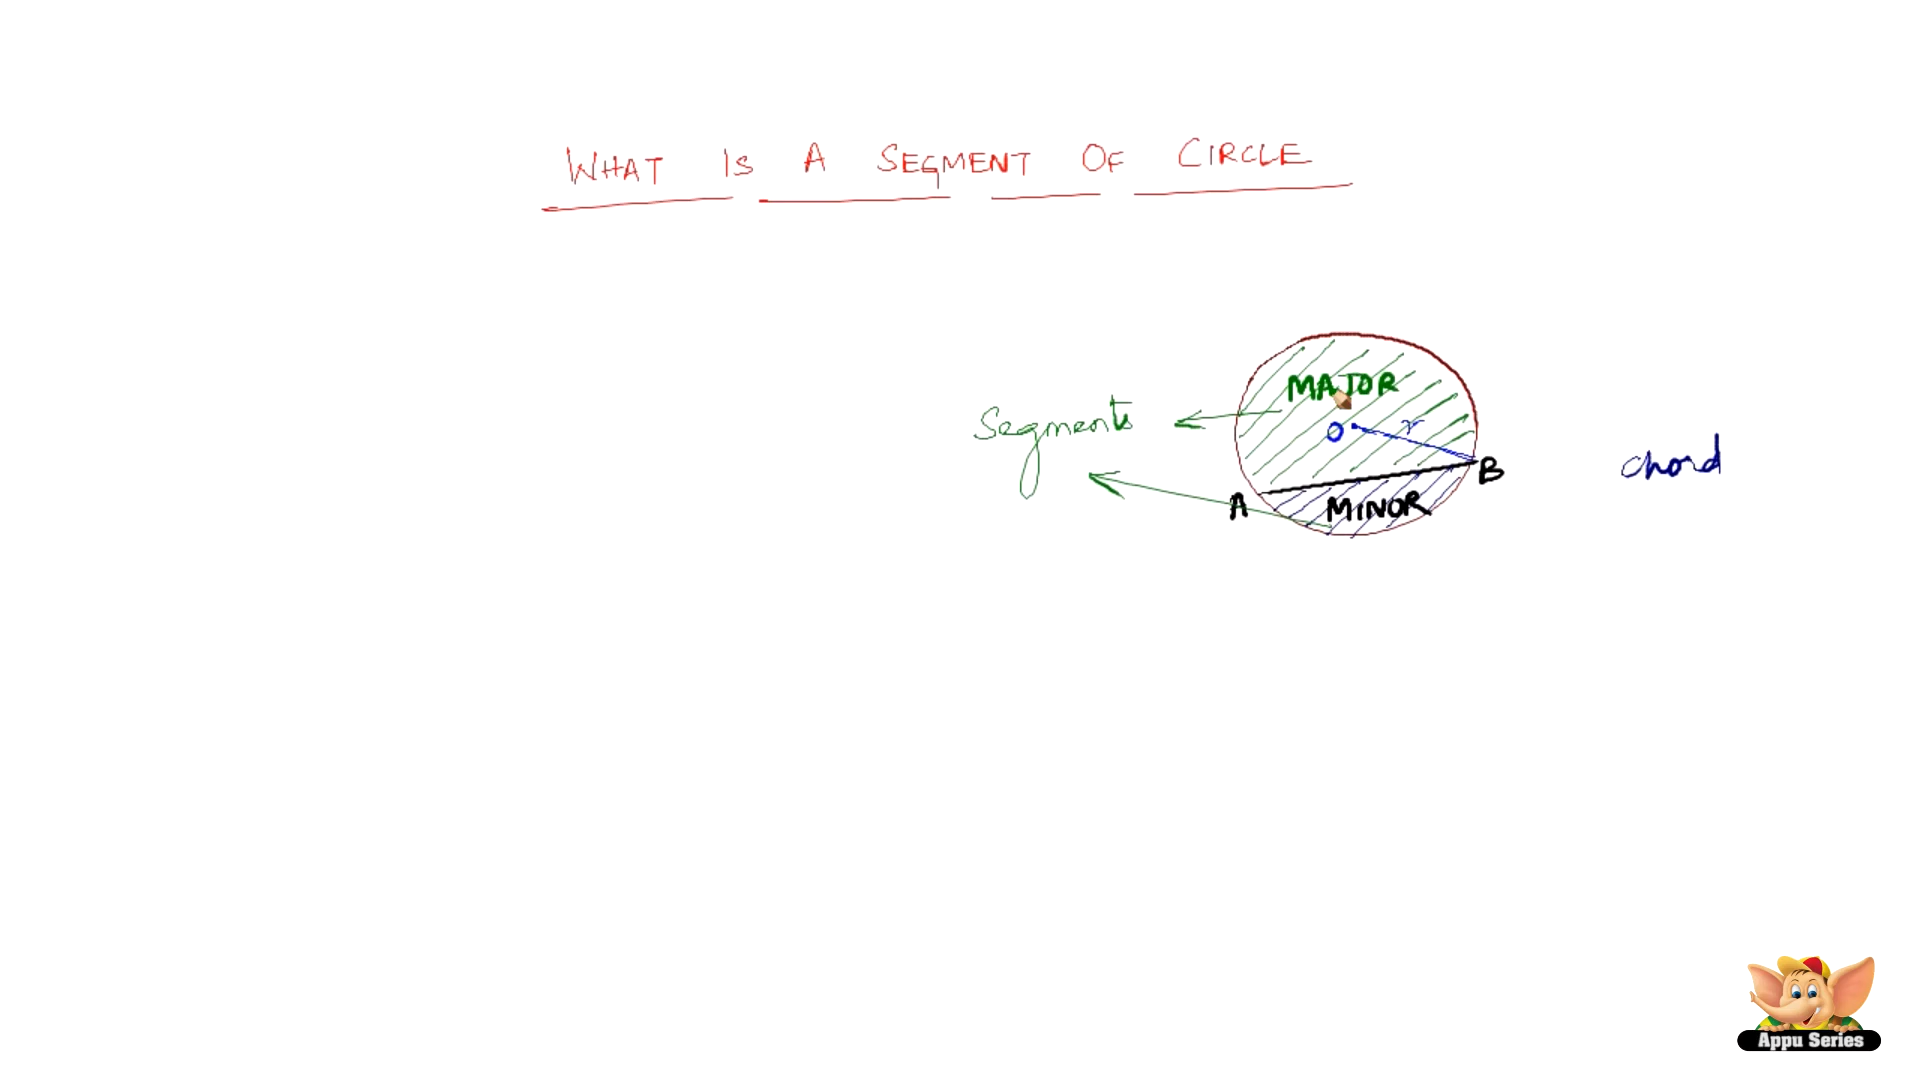 WHAT IS A SEGMENT OF CIRCLE
MAJOR
Segments
O
r
chord
B
A
MINOR
Appu Series